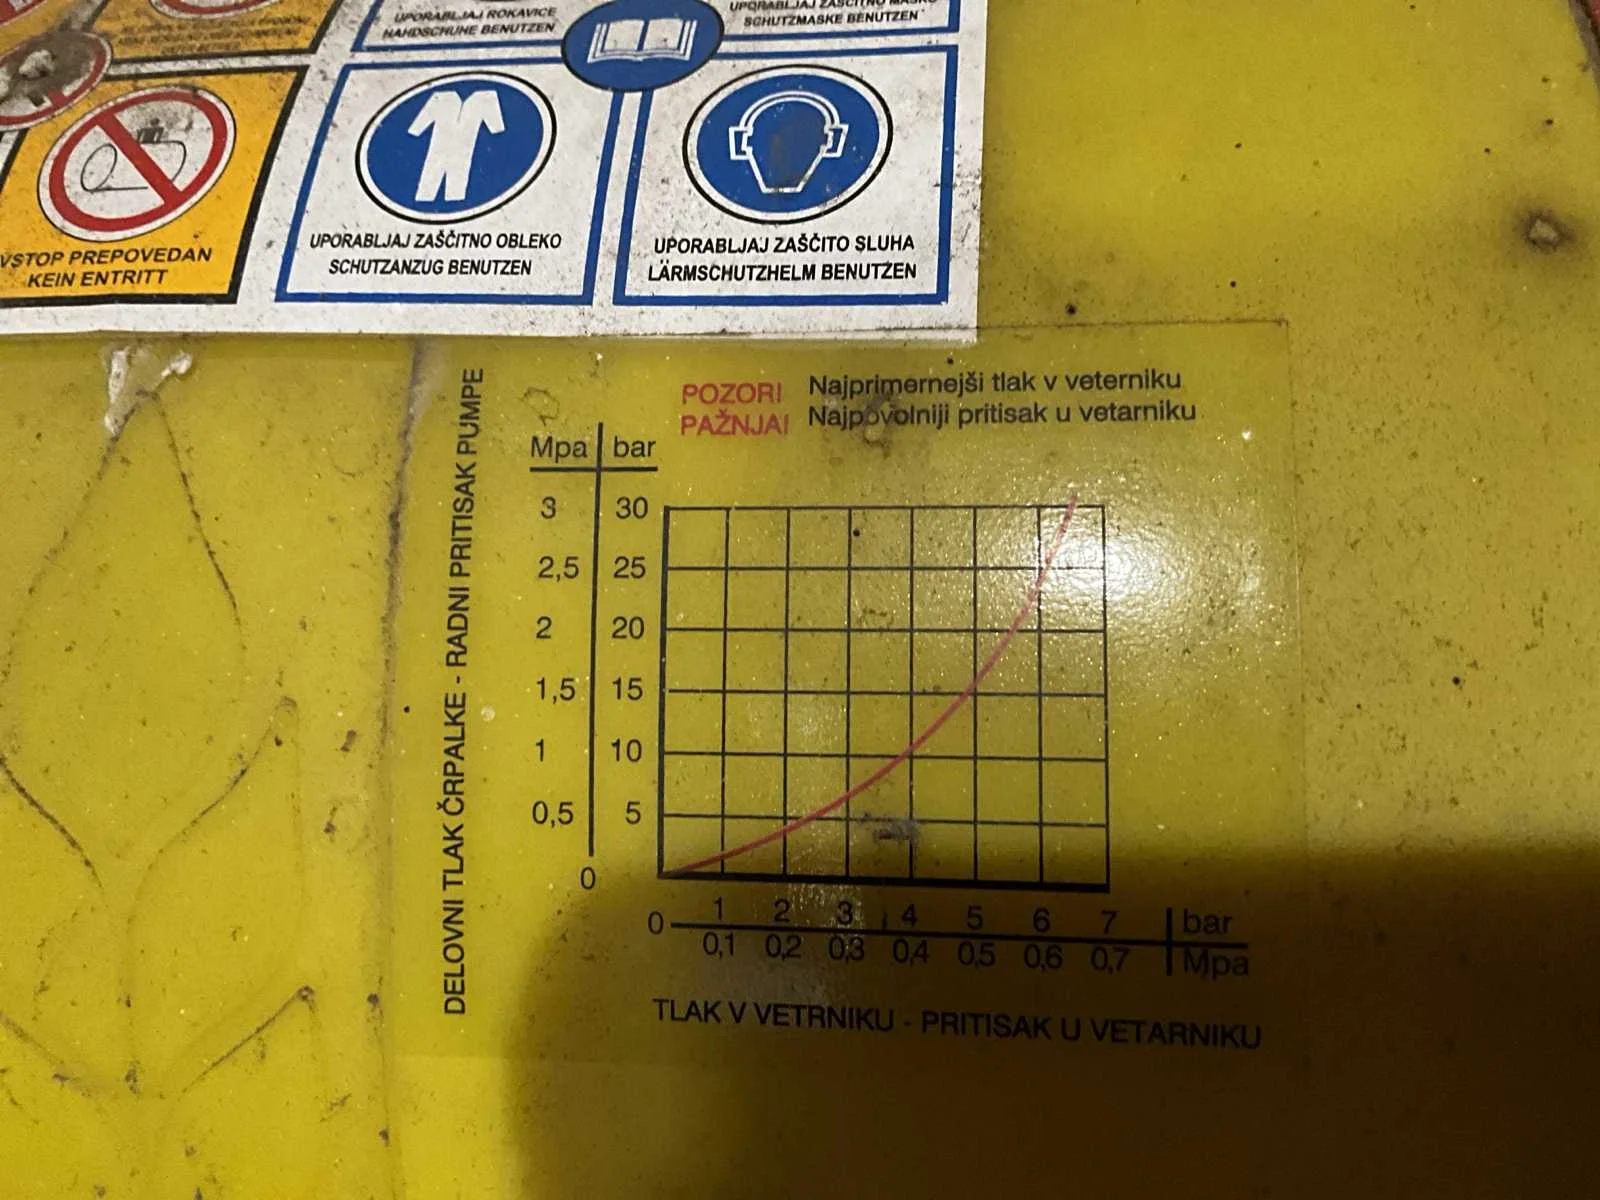 UPORABLJAJ ROKAVICE
HANDSCHUHE BENUTZEN
UPORABLJAJ ZAŠČITNO MASKO
SCHUTZMASKE BENUTZEN
VSTOP PREPOVEDAN
KEIN ENTRITT
UPORABLJAJ ZAŠČITNO OBLEKO
SCHUTZANZUG BENUTZEN
UPORABLJAJ ZAŠČITO SLUHA
LÄRMSCHUTZHELM BENUTZEN
POZOR! Najprimernejši tlak v veterniku
PAŽNJA! Najpovolniji pritisak u vetarniku
DELOVNI TLAK ČRPALKE - RADNI PRITISAK PUMPE
Mpa bar
3 30
2,5 25
2 20
1,5 15
1 10
0,5 5
0
0 1 2 3 4 5 6 7 bar
0,1 0,2 0,3 0,4 0,5 0,6 0,7 Mpa
TLAK V VETRNIKU - PRITISAK U VETARNIKU